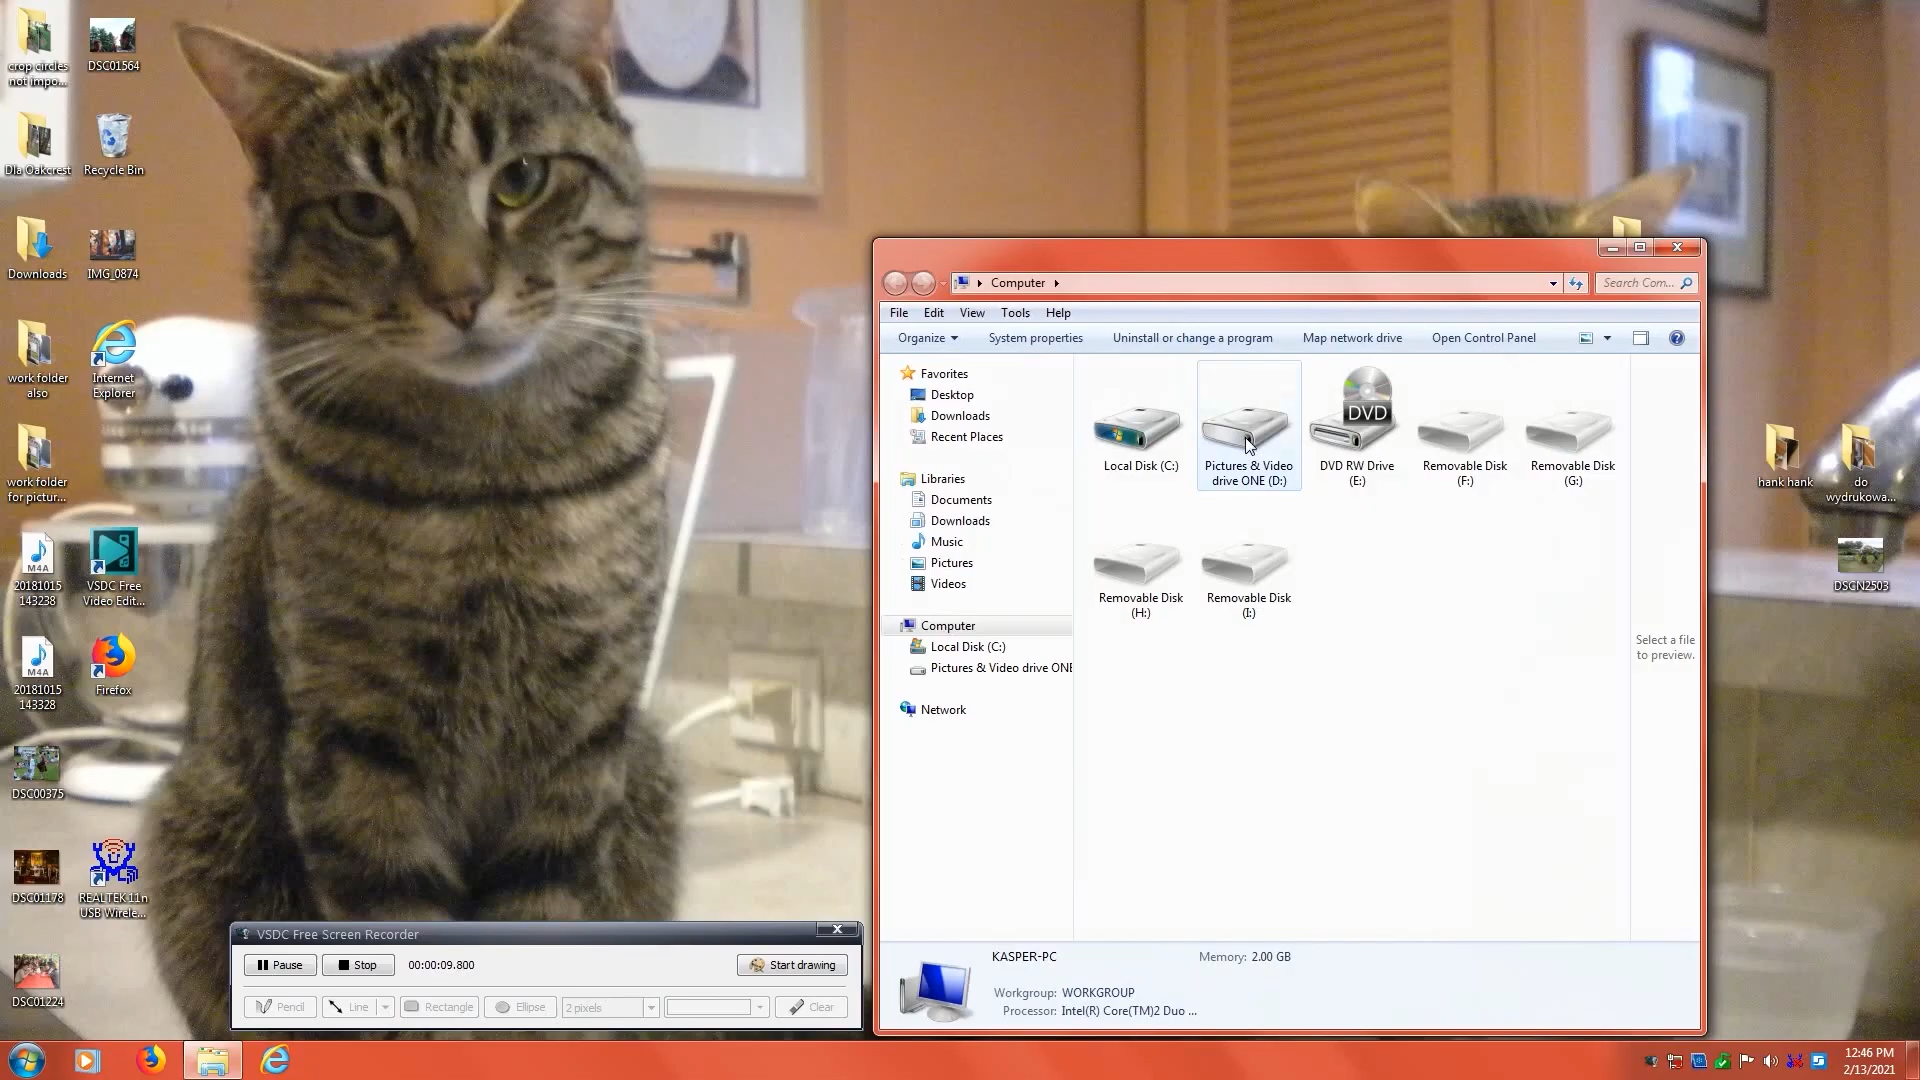 crop circles
not impo...
DSC01564
Dla Oakcrest
Recycle Bin
Downloads
IMG_0874
work folder
also
Internet
Explorer
work folder
for pictur...
M4A
20181015
143238
VSDC Free
Video Edit...
M4A
20181015
143328
Firefox
DSC00375
DSC01178
REALTEK 11n
USB Wirele...
DSC01224
hank hank
do
wydrukowa...
DSCN2503
Computer
Search Com...
File Edit View Tools Help
Organize System properties Uninstall or change a program Map network drive Open Control Panel
Favorites
Desktop
Downloads
Recent Places
Libraries
Documents
Downloads
Music
Pictures
Videos
Computer
Local Disk (C:)
Pictures & Video drive ONE
Network
Local Disk (C:)
Pictures & Video
drive ONE (D:)
DVD
DVD RW Drive
(E:)
Removable Disk
(F:)
Removable Disk
(G:)
Removable Disk
(H:)
Removable Disk
(I:)
Select a file
to preview.
KASPER-PC
Memory: 2.00 GB
Workgroup: WORKGROUP
Processor: Intel(R) Core(TM)2 Duo ...
VSDC Free Screen Recorder
Pause Stop 00:00:09.800 Start drawing
Pencil Line Rectangle Ellipse 2 pixels Clear
12:46 PM
2/13/2021